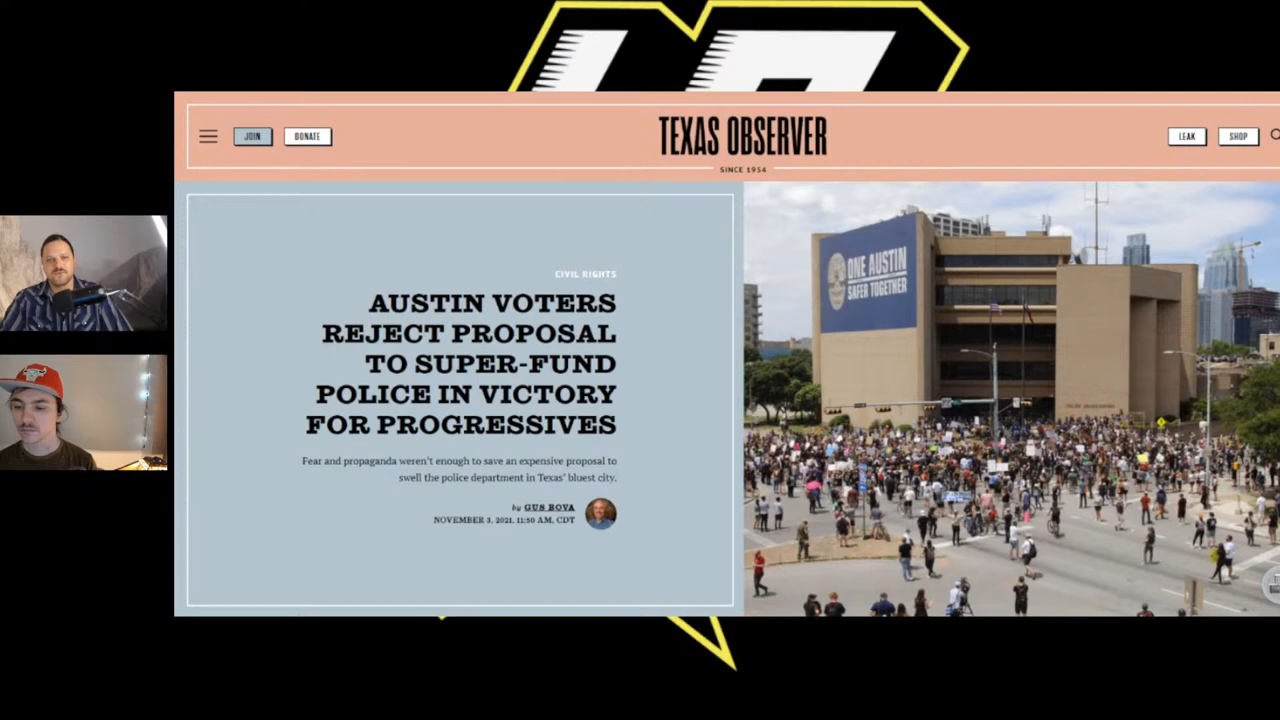 JOIN
DONATE
TEXAS OBSERVER
SINCE 1954
LEAK
SHOP
CIVIL RIGHTS
AUSTIN VOTERS
REJECT PROPOSAL
TO SUPER-FUND
POLICE IN VICTORY
FOR PROGRESSIVES
Fear and propaganda weren't enough to save an expensive proposal to
swell the police department in Texas' bluest city.
by GUS BOVA
NOVEMBER 3, 2021, 11:50 AM, CDT
ONE AUSTIN
SAFER TOGETHER